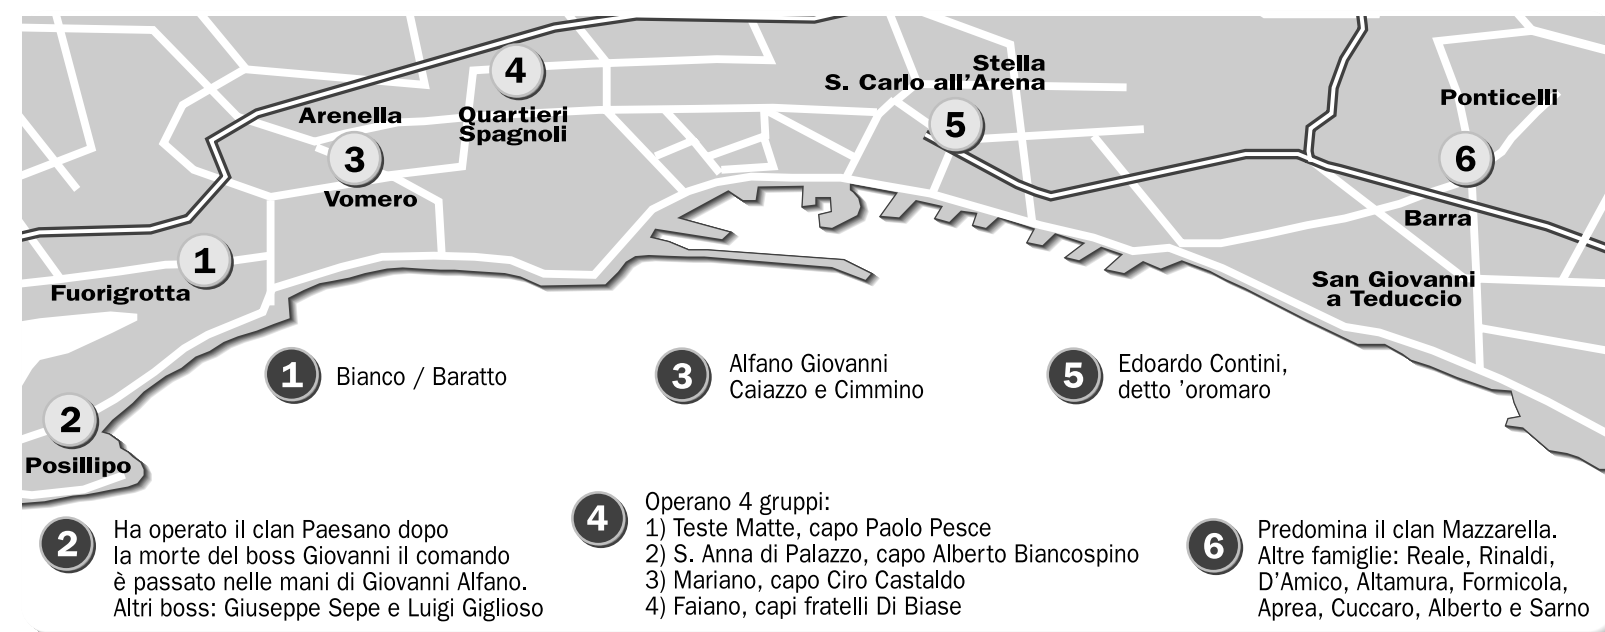 4
Stella
S. Carlo all'Arena
Ponticelli
Arenella
Quartieri
Spagnoli
5
3
6
Vomero
Barra
1
Fuorigrotta
San Giovanni
a Teduccio
2
Posillipo
1 Bianco / Baratto
3 Alfano Giovanni
Caiazzo e Cimmino
5 Edoardo Contini,
detto 'oromaro
2 Ha operato il clan Paesano dopo
la morte del boss Giovanni il comando
è passato nelle mani di Giovanni Alfano.
Altri boss: Giuseppe Sepe e Luigi Giglioso
4 Operano 4 gruppi:
1) Teste Matte, capo Paolo Pesce
2) S. Anna di Palazzo, capo Alberto Biancospino
3) Mariano, capo Ciro Castaldo
4) Faiano, capi fratelli Di Biase
6 Predomina il clan Mazzarella.
Altre famiglie: Reale, Rinaldi,
D'Amico, Altamura, Formicola,
Aprea, Cuccaro, Alberto e Sarno